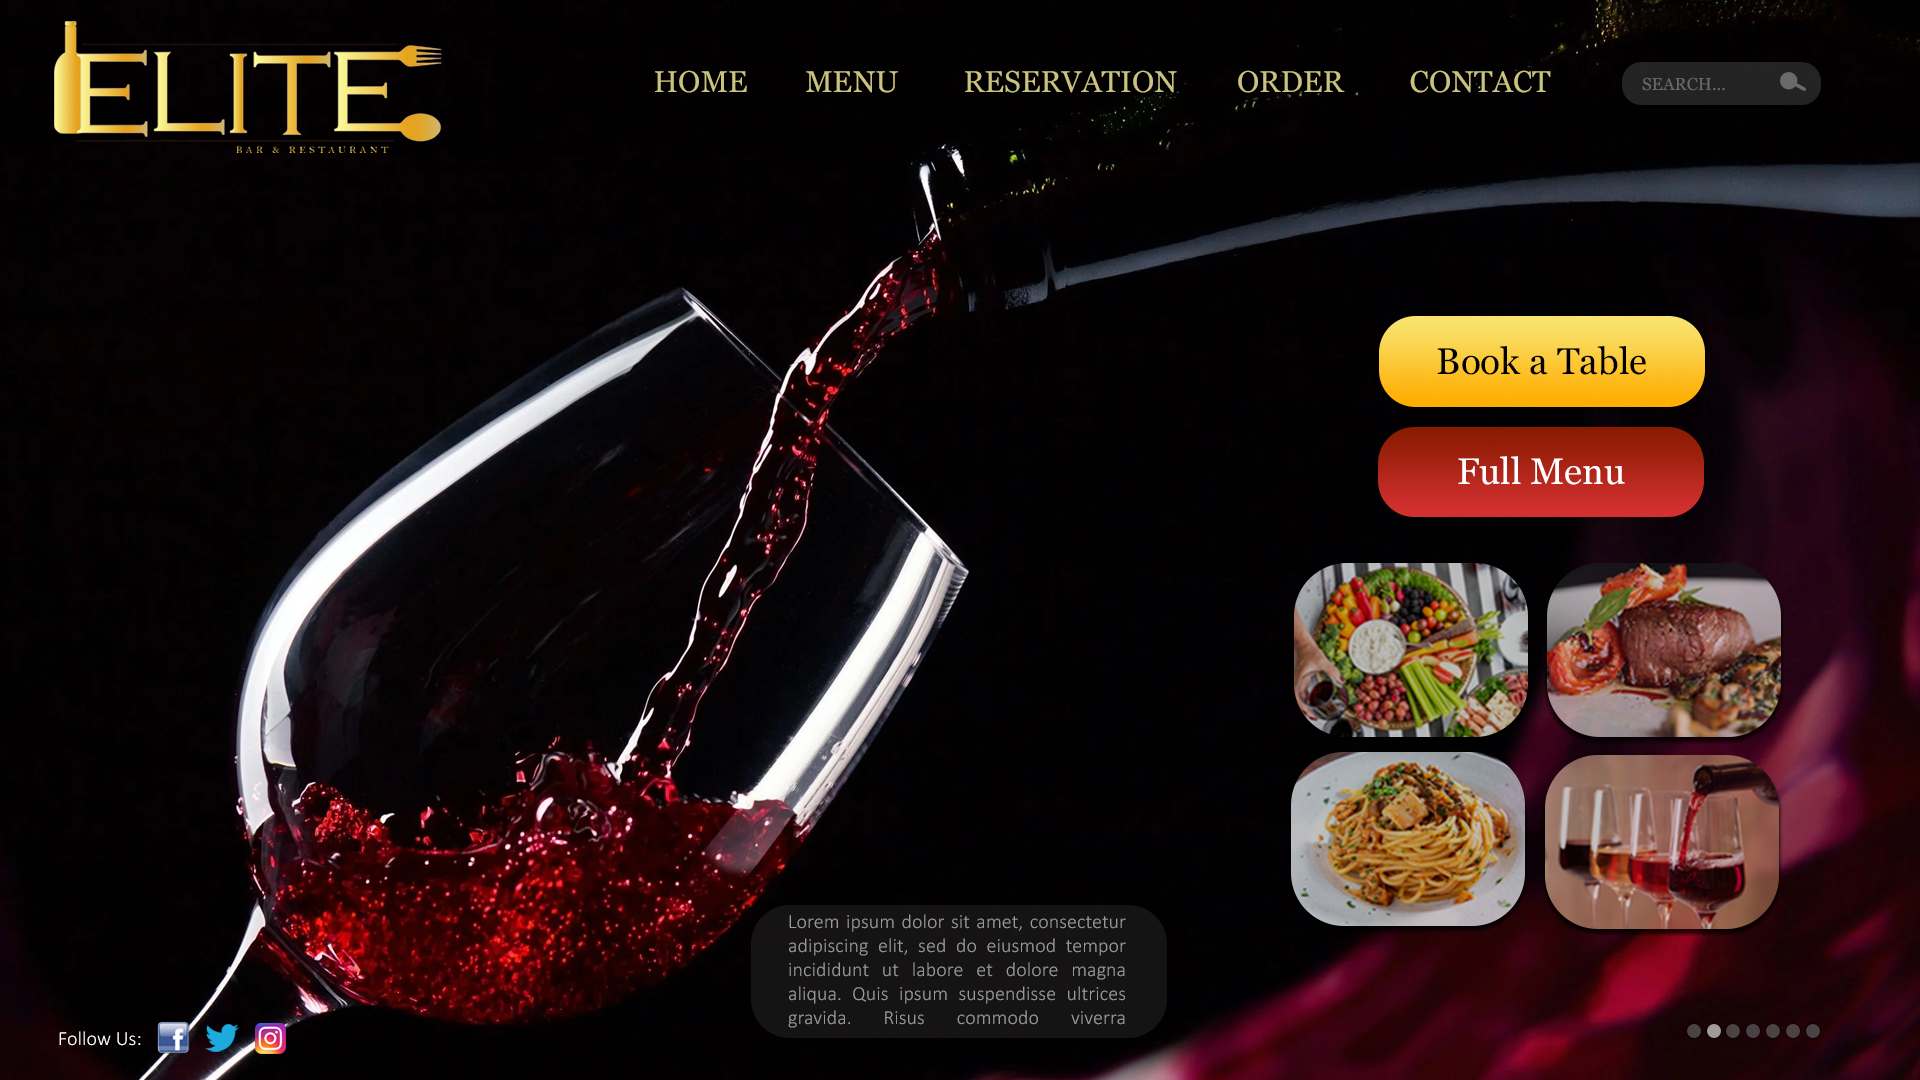 ELITE
BAR & RESTAURANT
HOME MENU RESERVATION ORDER CONTACT
SEARCH...
Book a Table
Full Menu
Lorem ipsum dolor sit amet, consectetur
adipiscing elit, sed do eiusmod tempor
incididunt ut labore et dolore magna
aliqua. Quis ipsum suspendisse ultrices
gravida. Risus commodo viverra
Follow Us: